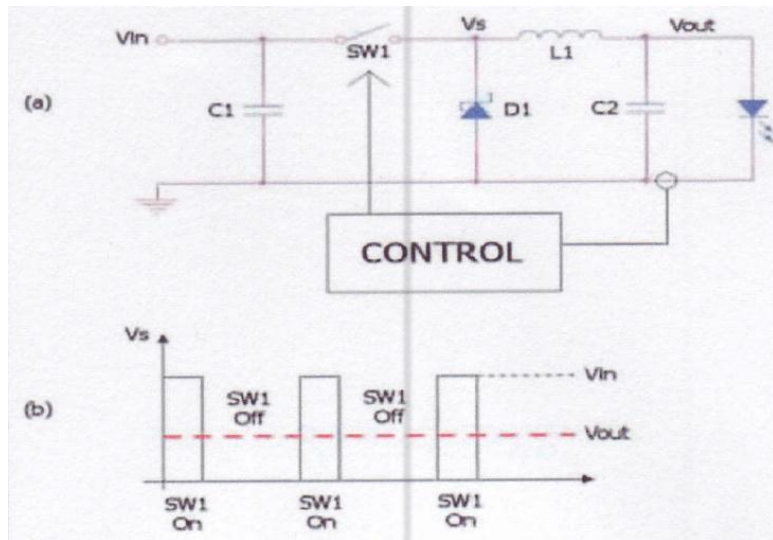 Vin
SW1
Vs
L1
Vout
(a)
C1
D1
C2
CONTROL
Vs
Vin
SW1
Off
SW1
Off
(b)
Vout
SW1
On
SW1
On
SW1
On